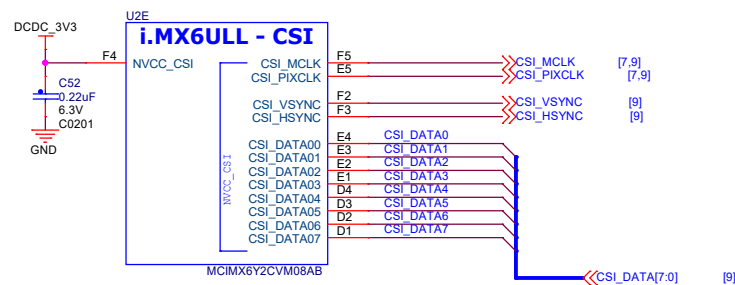 U2E
DCDC_3V3
i.MX6ULL - CSI
F4
NVCC_CSI
CSI_MCLK
F5
CSI_MCLK
[7,9]
CSI_PIXCLK
E5
CSI_PIXCLK
[7,9]
C52
0.22uF
6.3V
C0201
GND
CSI_VSYNC
F2
CSI_VSYNC
[9]
CSI_HSYNC
F3
CSI_HSYNC
[9]
NVCC_CSI
CSI_DATA00
E4
CSI_DATA0
CSI_DATA01
E3
CSI_DATA1
CSI_DATA02
E2
CSI_DATA2
CSI_DATA03
E1
CSI_DATA3
CSI_DATA04
D4
CSI_DATA4
CSI_DATA05
D3
CSI_DATA5
CSI_DATA06
D2
CSI_DATA6
CSI_DATA07
D1
CSI_DATA7
MCIMX6Y2CVM08AB
CSI_DATA[7:0]
[9]